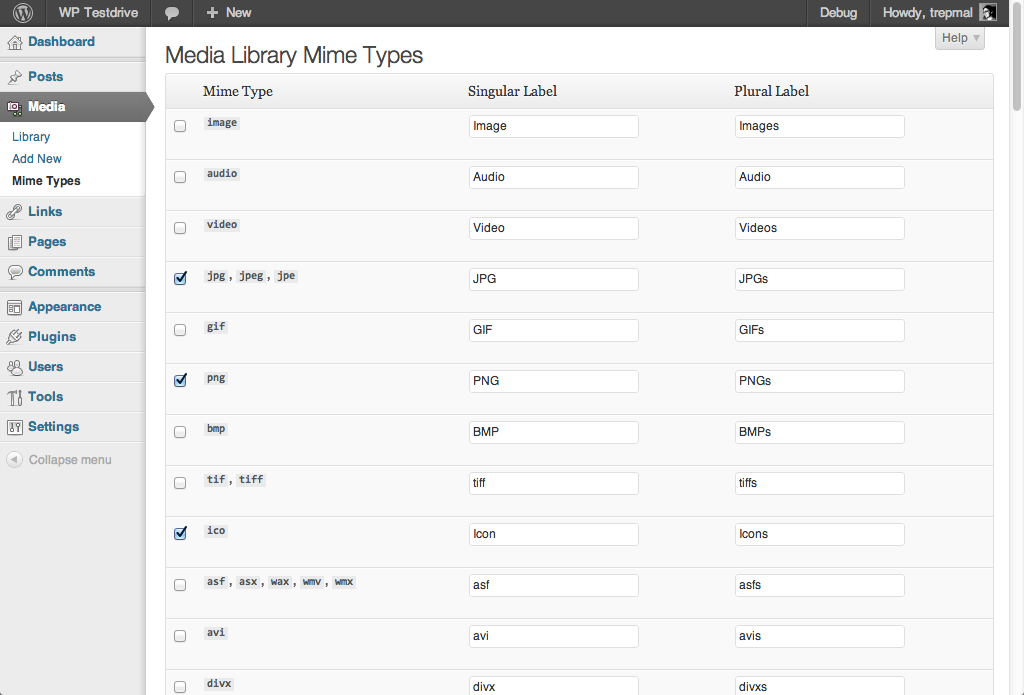 WP Testdrive + New Debug Howdy, trepmal
Dashboard
Posts
Media
Library
Add New
Mime Types
Links
Pages
Comments
Appearance
Plugins
Users
Tools
Settings
Collapse menu
Help
Media Library Mime Types
Mime Type Singular Label Plural Label
image Image Images
audio Audio Audio
video Video Videos
jpg, jpeg, jpe JPG JPGs
gif GIF GIFs
png PNG PNGs
bmp BMP BMPs
tif, tiff tiff tiffs
ico Icon Icons
asf, asx, wax, wmv, wmx asf asfs
avi avi avis
divx divx divxs